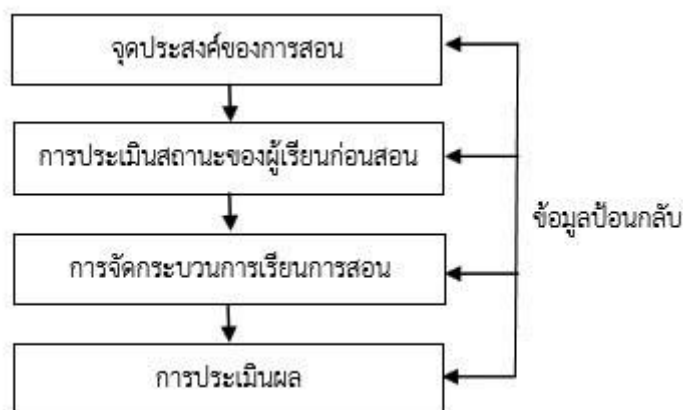 จุดประสงค์ของการสอน
การประเมินสถานะของผู้เรียนก่อนสอน
ข้อมูลป้อนกลับ
การจัดกระบวนการเรียนการสอน
การประเมินผล